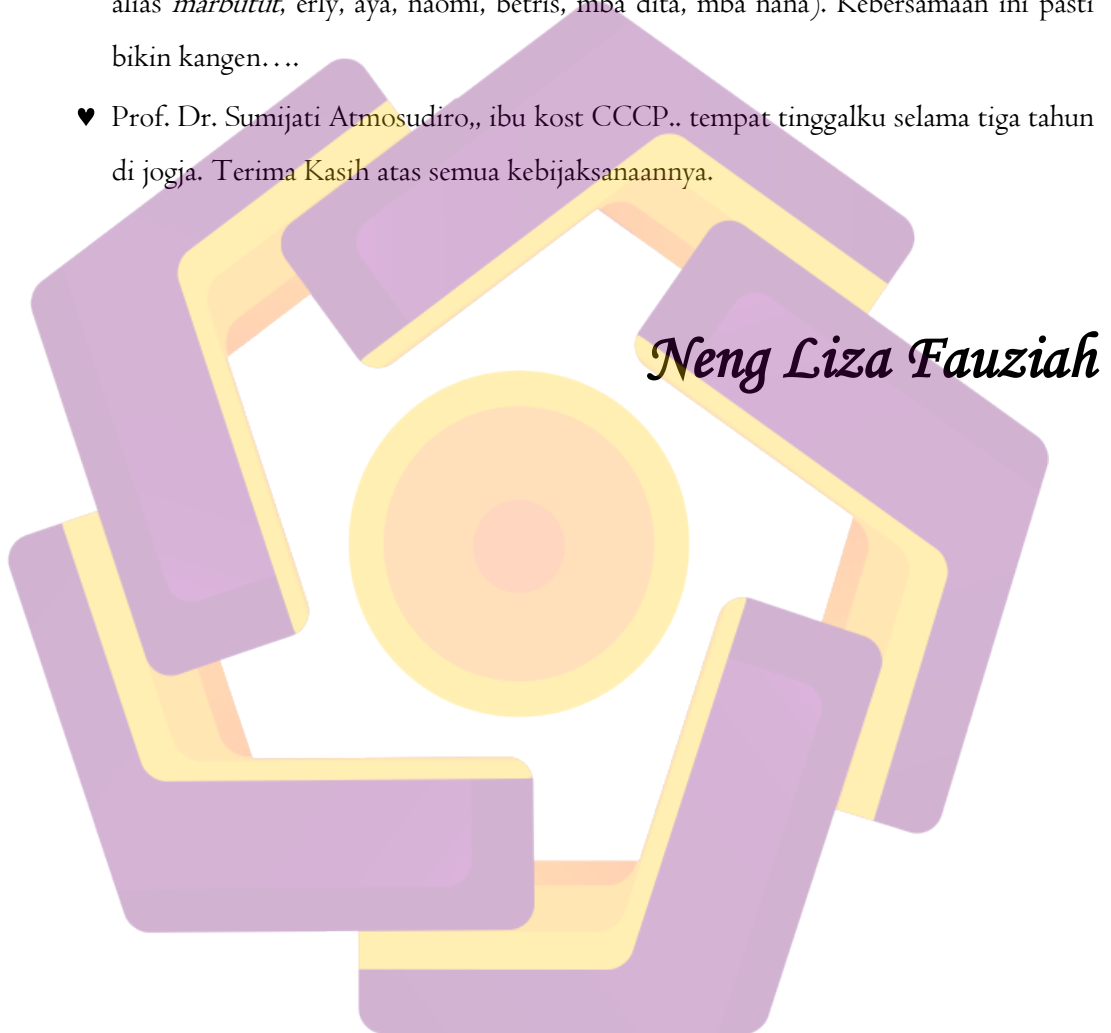 alias marbutut, erly, aya, naomi, betris, mba dita, mba nana). Kebersamaan ini pasti
bikin kangen….
♥ Prof. Dr. Sumijati Atmosudiro,, ibu kost CCCP.. tempat tinggalku selama tiga tahun
di jogja. Terima Kasih atas semua kebijaksanaannya.
Neng Liza Fauziah